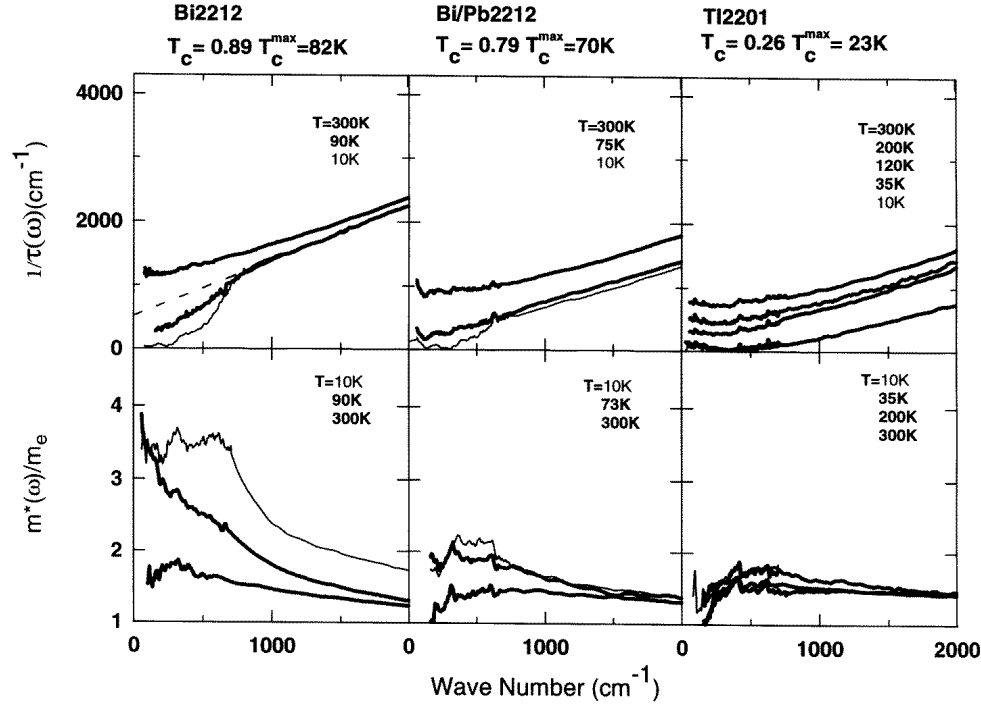 Bi2212
T_c = 0.89 T_c^max = 82K
Bi/Pb2212
T_c = 0.79 T_c^max = 70K
Tl2201
T_c = 0.26 T_c^max = 23K
1/τ(ω)(cm⁻¹)
4000
2000
0
T=300K
90K
10K
T=300K
75K
10K
T=300K
200K
120K
35K
10K
m*(ω)/m_e
4
3
2
1
T=10K
90K
300K
T=10K
73K
300K
T=10K
35K
200K
300K
0
1000
0
1000
0
1000
2000
Wave Number (cm⁻¹)